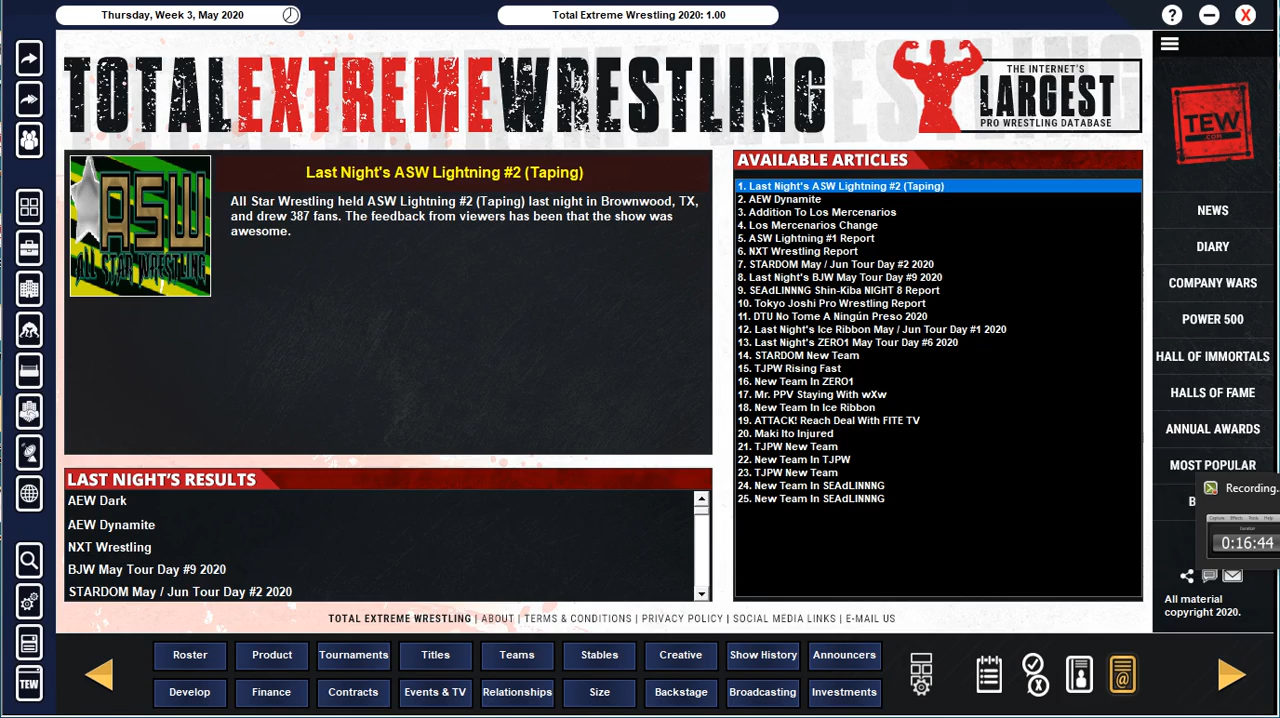 Thursday, Week 3, May 2020
Total Extreme Wrestling 2020: 1.00
? X
TOTALEXTREMEWRESTLING
THE INTERNET'S
LARGEST
PRO WRESTLING DATABASE
TEW
.COM
ASW
ALL STAR WRESTLING
Last Night's ASW Lightning #2 (Taping)
All Star Wrestling held ASW Lightning #2 (Taping) last night in Brownwood, TX,
and drew 387 fans. The feedback from viewers has been that the show was
awesome.
AVAILABLE ARTICLES
1. Last Night's ASW Lightning #2 (Taping)
2. AEW Dynamite
3. Addition To Los Mercenarios
4. Los Mercenarios Change
5. ASW Lightning #1 Report
6. NXT Wrestling Report
7. STARDOM May / Jun Tour Day #2 2020
8. Last Night's BJW May Tour Day #9 2020
9. SEAdLINNNG Shin-Kiba NIGHT 8 Report
10. Tokyo Joshi Pro Wrestling Report
11. DTU No Tome A Ningún Preso 2020
12. Last Night's Ice Ribbon May / Jun Tour Day #1 2020
13. Last Night's ZERO1 May Tour Day #6 2020
14. STARDOM New Team
15. TJPW Rising Fast
16. New Team In ZERO1
17. Mr. PPV Staying With wXw
18. New Team In Ice Ribbon
19. ATTACK! Reach Deal With FITE TV
20. Maki Ito Injured
21. TJPW New Team
22. New Team In TJPW
23. TJPW New Team
24. New Team In SEAdLINNNG
25. New Team In SEAdLINNNG
LAST NIGHT'S RESULTS
AEW Dark
AEW Dynamite
NXT Wrestling
BJW May Tour Day #9 2020
STARDOM May / Jun Tour Day #2 2020
NEWS
DIARY
COMPANY WARS
POWER 500
HALL OF IMMORTALS
HALLS OF FAME
ANNUAL AWARDS
MOST POPULAR
B
Recording.
Capture Effects Tools Help
Duration
0:16:44
All material
copyright 2020.
TOTAL EXTREME WRESTLING | ABOUT | TERMS & CONDITIONS | PRIVACY POLICY | SOCIAL MEDIA LINKS | E-MAIL US
Roster Product Tournaments Titles Teams Stables Creative Show History Announcers
Develop Finance Contracts Events & TV Relationships Size Backstage Broadcasting Investments
TEW